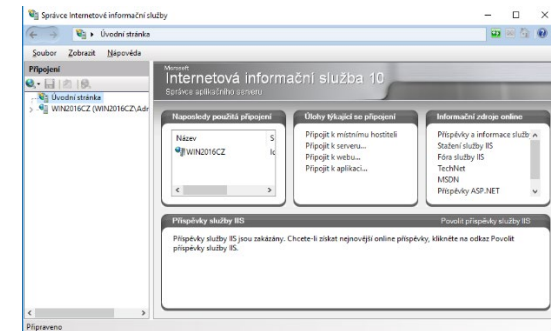 Správce Internetové informační služby
Úvodní stránka
Soubor Zobrazit Nápověda
Připojení
Úvodní stránka
WIN2016CZ (WIN2016CZ\Adr
Microsoft
Internetová informační služba 10
Správce aplikačního serveru
Naposledy použitá připojení
Název S
WIN2016CZ lc
Úlohy týkající se připojení
Připojit k místnímu hostiteli
Připojit k serveru...
Připojit k webu...
Připojit k aplikaci...
Informační zdroje online
Příspěvky a informace služb
Stažení služby IIS
Fóra služby IIS
TechNet
MSDN
Příspěvky ASP.NET
Příspěvky služby IIS Povolit příspěvky služby IIS
Příspěvky služby IIS jsou zakázány. Chcete-li získat nejnovější online příspěvky, klikněte na odkaz Povolit
příspěvky služby IIS.
Připraveno